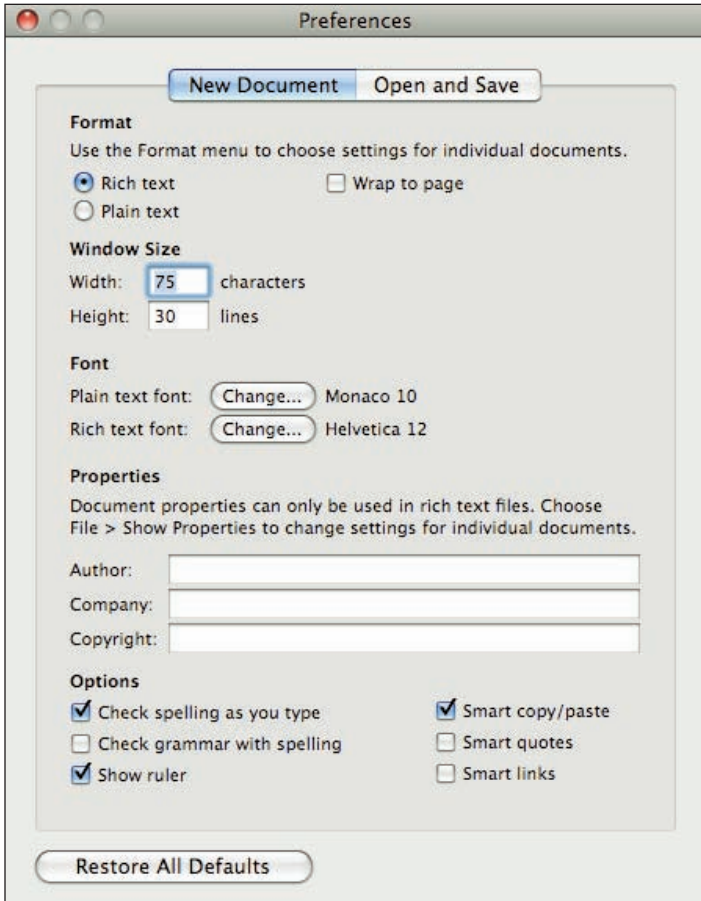 Preferences
New Document Open and Save
Format
Use the Format menu to choose settings for individual documents.
Rich text Wrap to page
Plain text
Window Size
Width: 75 characters
Height: 30 lines
Font
Plain text font: Change... Monaco 10
Rich text font: Change... Helvetica 12
Properties
Document properties can only be used in rich text files. Choose
File > Show Properties to change settings for individual documents.
Author:
Company:
Copyright:
Options
Check spelling as you type Smart copy/paste
Check grammar with spelling Smart quotes
Show ruler Smart links
Restore All Defaults